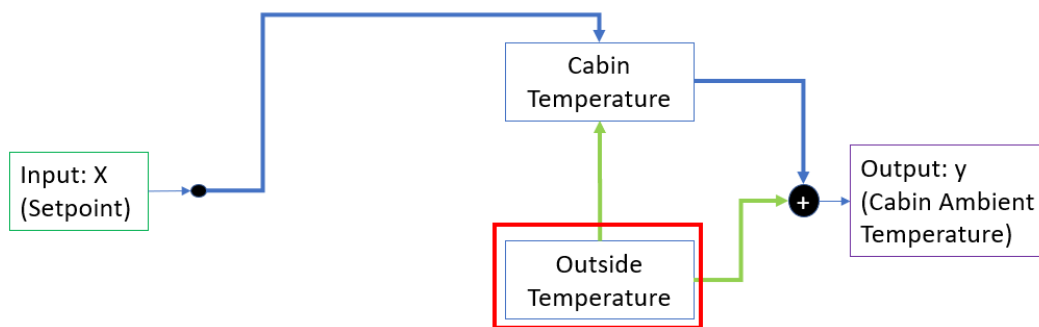 Cabin
Temperature
Input: X
(Setpoint)
+
Output: y
(Cabin Ambient
Temperature)
Outside
Temperature